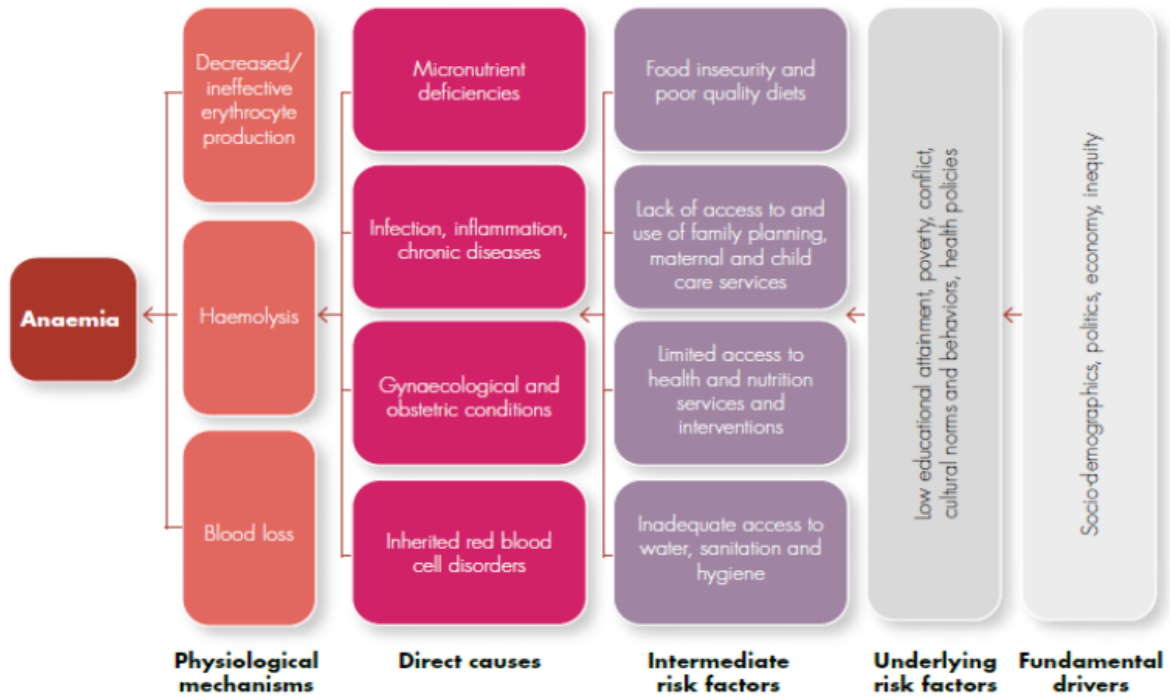 Anaemia
Decreased/
ineffective
erythrocyte
production
Haemolysis
Blood loss
Physiological
mechanisms
Micronutrient
deficiencies
Infection, inflammation,
chronic diseases
Gynaecological and
obstetric conditions
Inherited red blood
cell disorders
Direct causes
Food insecurity and
poor quality diets
Lack of access to and
use of family planning,
maternal and child
care services
Limited access to
health and nutrition
services and
interventions
Inadequate access to
water, sanitation and
hygiene
Intermediate
risk factors
Low educational attainment, poverty, conflict,
cultural norms and behaviors, health policies
Underlying
risk factors
Socio-demographics, politics, economy, inequity
Fundamental
drivers